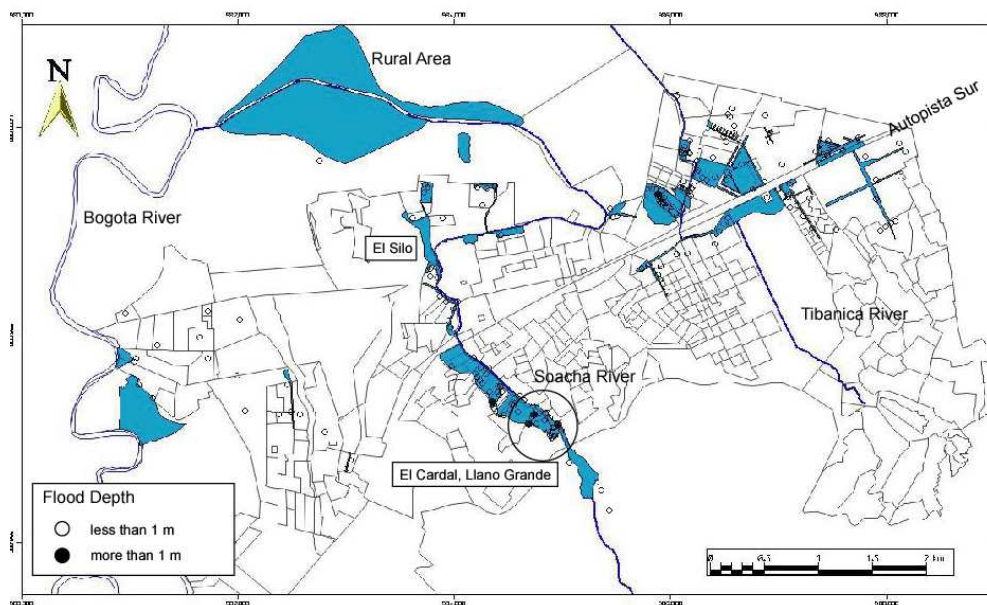 N
Rural Area
Autopista Sur
Bogota River
El Silo
Tibanica River
Soacha River
El Cardal, Llano Grande
Flood Depth
less than 1 m
more than 1 m
0 0.5 1 1.5 2 km